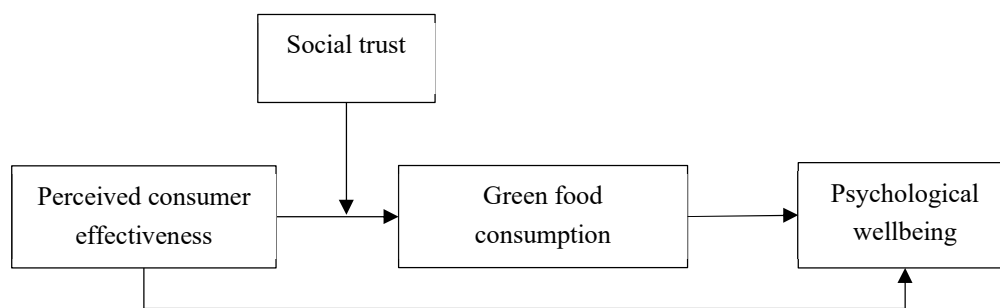 Social trust
Perceived consumer
effectiveness
Green food
consumption
Psychological
wellbeing